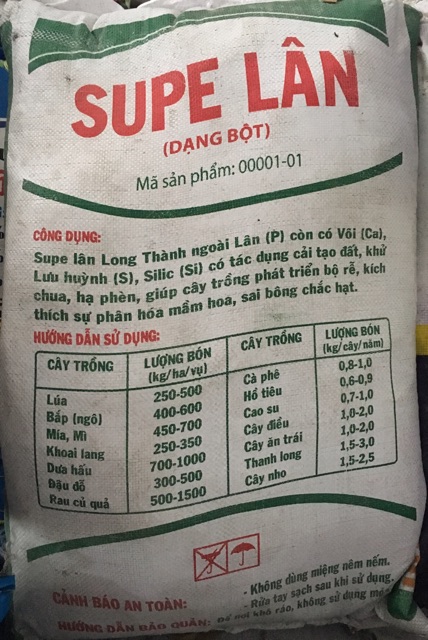 SUPE LÂN
(DẠNG BỘT)
Mã sản phẩm: 00001-01
CÔNG DỤNG:
Supe lân Long Thành ngoài Lân (P) còn có Vôi (Ca),
Lưu huỳnh (S), Silic (Si) có tác dụng cải tạo đất, khử
chua, hạ phèn, giúp cây trồng phát triển bộ rễ, kích
thích sự phân hóa mầm hoa, sai bông chắc hạt.
HƯỚNG DẪN SỬ DỤNG:
CÂY TRỒNG LƯỢNG BÓN (kg/ha/vụ) CÂY TRỒNG LƯỢNG BÓN (kg/cây/năm)
Lúa 250-500 Cà phê 0,8-1,0
Bắp (ngô) 400-600 Hồ tiêu 0,6-0,9
Mía, Mì 450-700 Cao su 0,7-1,0
Khoai lang 250-350 Cây điều 1,0-2,0
Dưa hấu 700-1000 Cây ăn trái 1,0-2,0
Đậu đỗ 300-500 Thanh long 1,5-3,0
Rau củ quả 500-1500 Cây nho 1,5-2,5
CẢNH BÁO AN TOÀN: - Không dùng miệng nêm nếm.
- Rửa tay sạch sau khi sử dụng.
HƯỚNG DẪN BẢO QUẢN: Để nơi khô ráo, không sử dụng